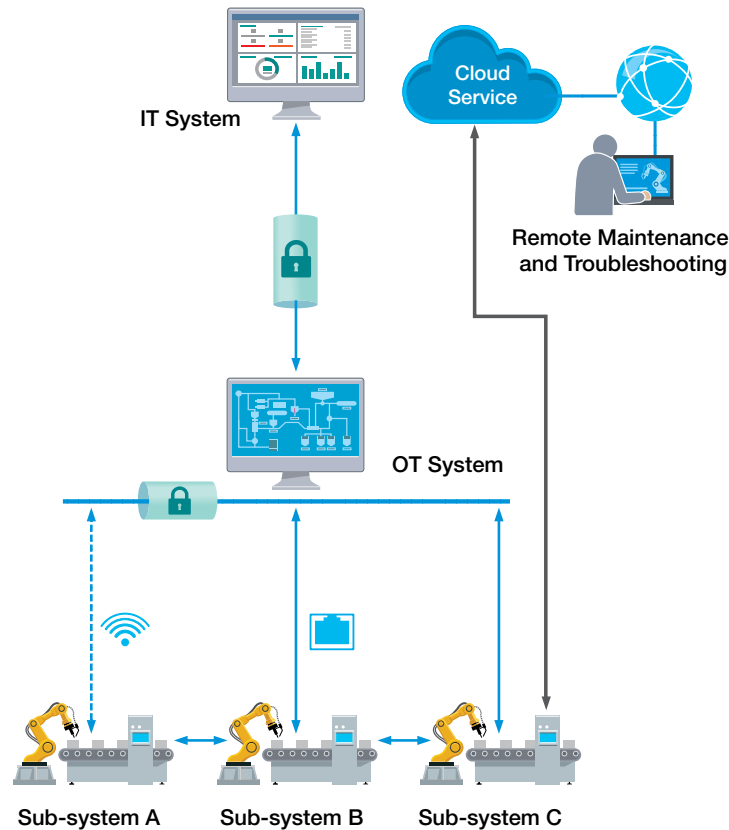 IT System
Cloud
Service
Remote Maintenance
and Troubleshooting
OT System
Sub-system A
Sub-system B
Sub-system C